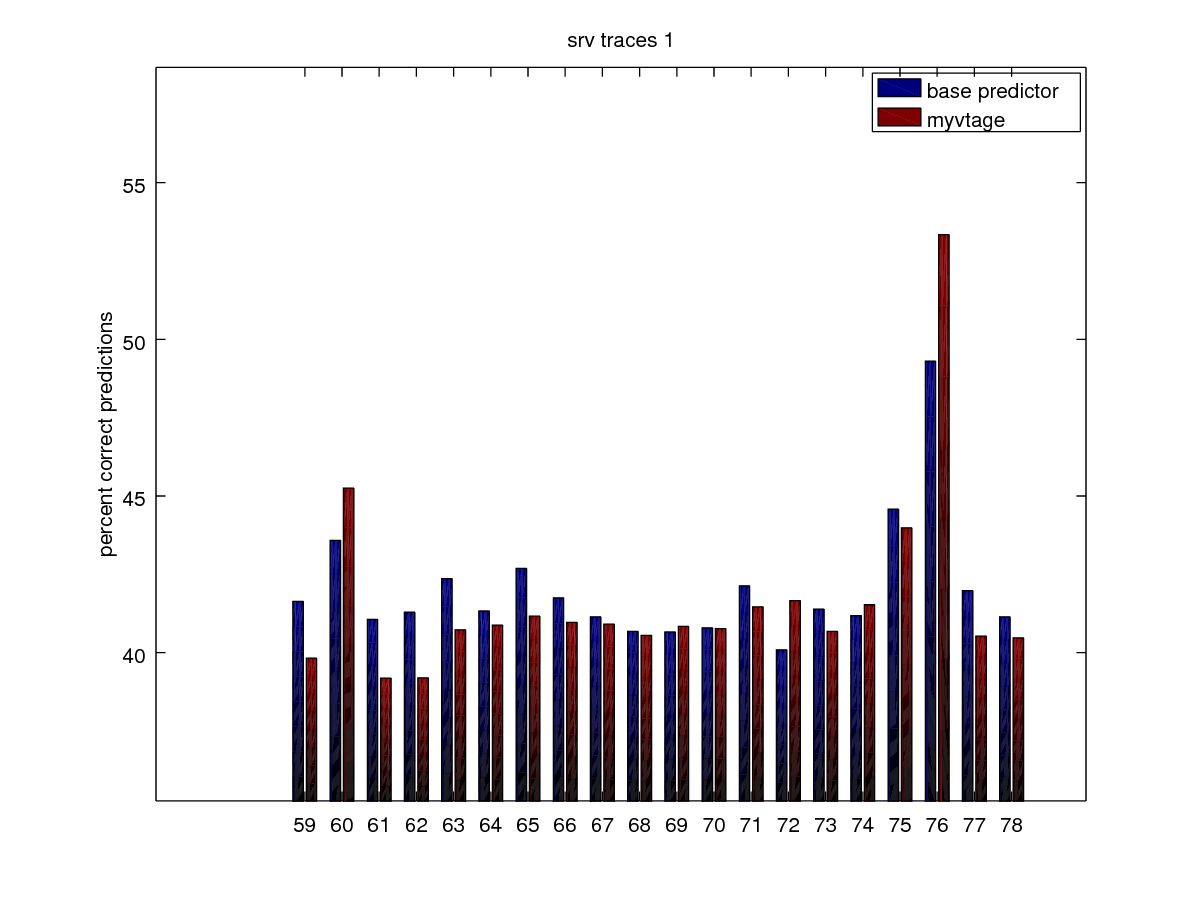 srv traces 1
base predictor
myvtage
55
50
45
40
percent correct predictions
59 60 61 62 63 64 65 66 67 68 69 70 71 72 73 74 75 76 77 78